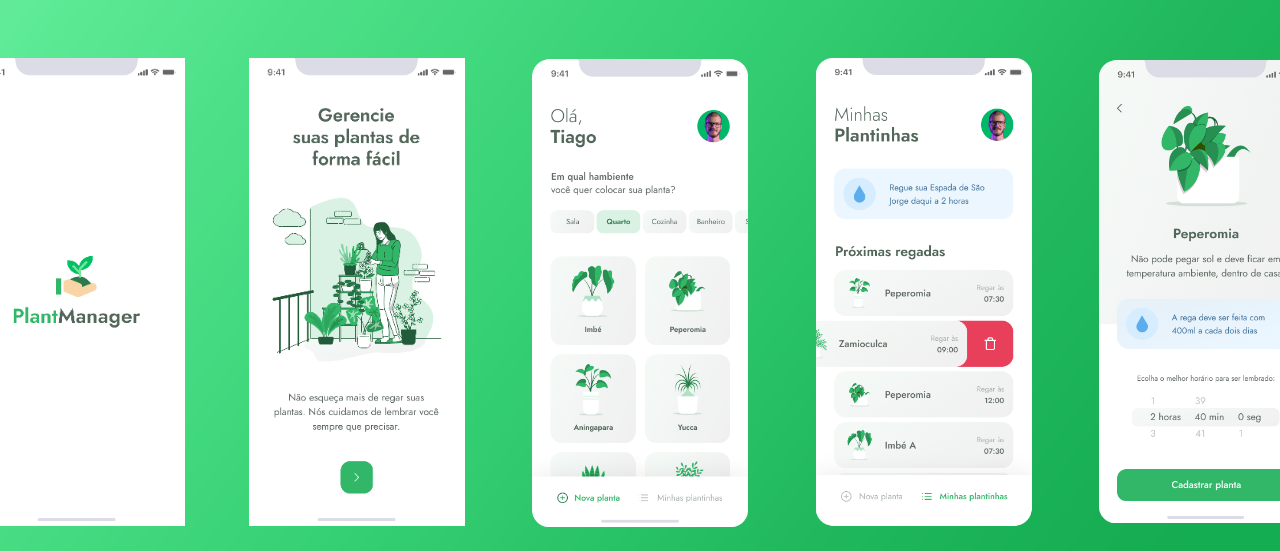 PlantManager
9:41
Gerencie
suas plantas de
forma fácil
Não esqueça mais de regar suas
plantas. Nós cuidamos de lembrar você
sempre que precisar.
9:41
Olá,
Tiago
Em qual hambiente
você quer colocar sua planta?
Sala Quarto Cozinha Banheiro
Imbé Peperomia
Aningapara Yucca
Nova planta Minhas plantinhas
9:41
Minhas
Plantinhas
Regue sua Espada de São
Jorge daqui a 2 horas
Próximas regadas
Peperomia Regar às
07:30
Zamioculca Regar às
09:00
Peperomia Regar às
12:00
Imbé A Regar às
07:30
Nova planta Minhas plantinhas
9:41
Peperomia
Não pode pegar sol e deve ficar em
temperatura ambiente, dentro de casa
A rega deve ser feita com
400ml a cada dois dias
Ecolha o melhor horário para ser lembrado:
1 39
2 horas 40 min 0 seg
3 41 1
Cadastrar planta